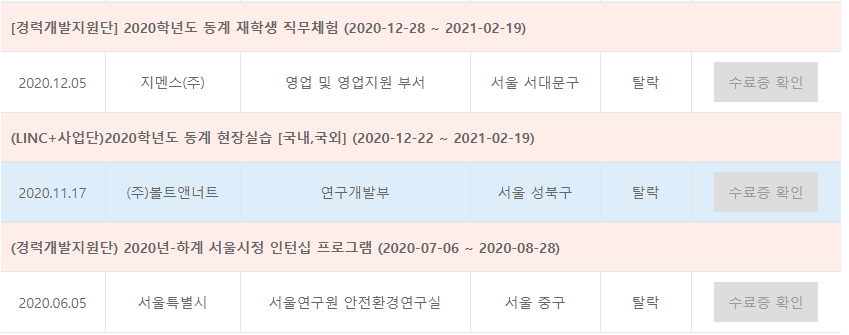 [경력개발지원단] 2020학년도 동계 재학생 직무체험 (2020-12-28 ~ 2021-02-19)
2020.12.05 지멘스(주) 영업 및 영업지원 부서 서울 서대문구 탈락 수료증 확인
(LINC+사업단)2020학년도 동계 현장실습 [국내,국외] (2020-12-22 ~ 2021-02-19)
2020.11.17 (주)볼트앤너트 연구개발부 서울 성북구 탈락 수료증 확인
(경력개발지원단) 2020년-하계 서울시정 인턴십 프로그램 (2020-07-06 ~ 2020-08-28)
2020.06.05 서울특별시 서울연구원 안전환경연구실 서울 중구 탈락 수료증 확인